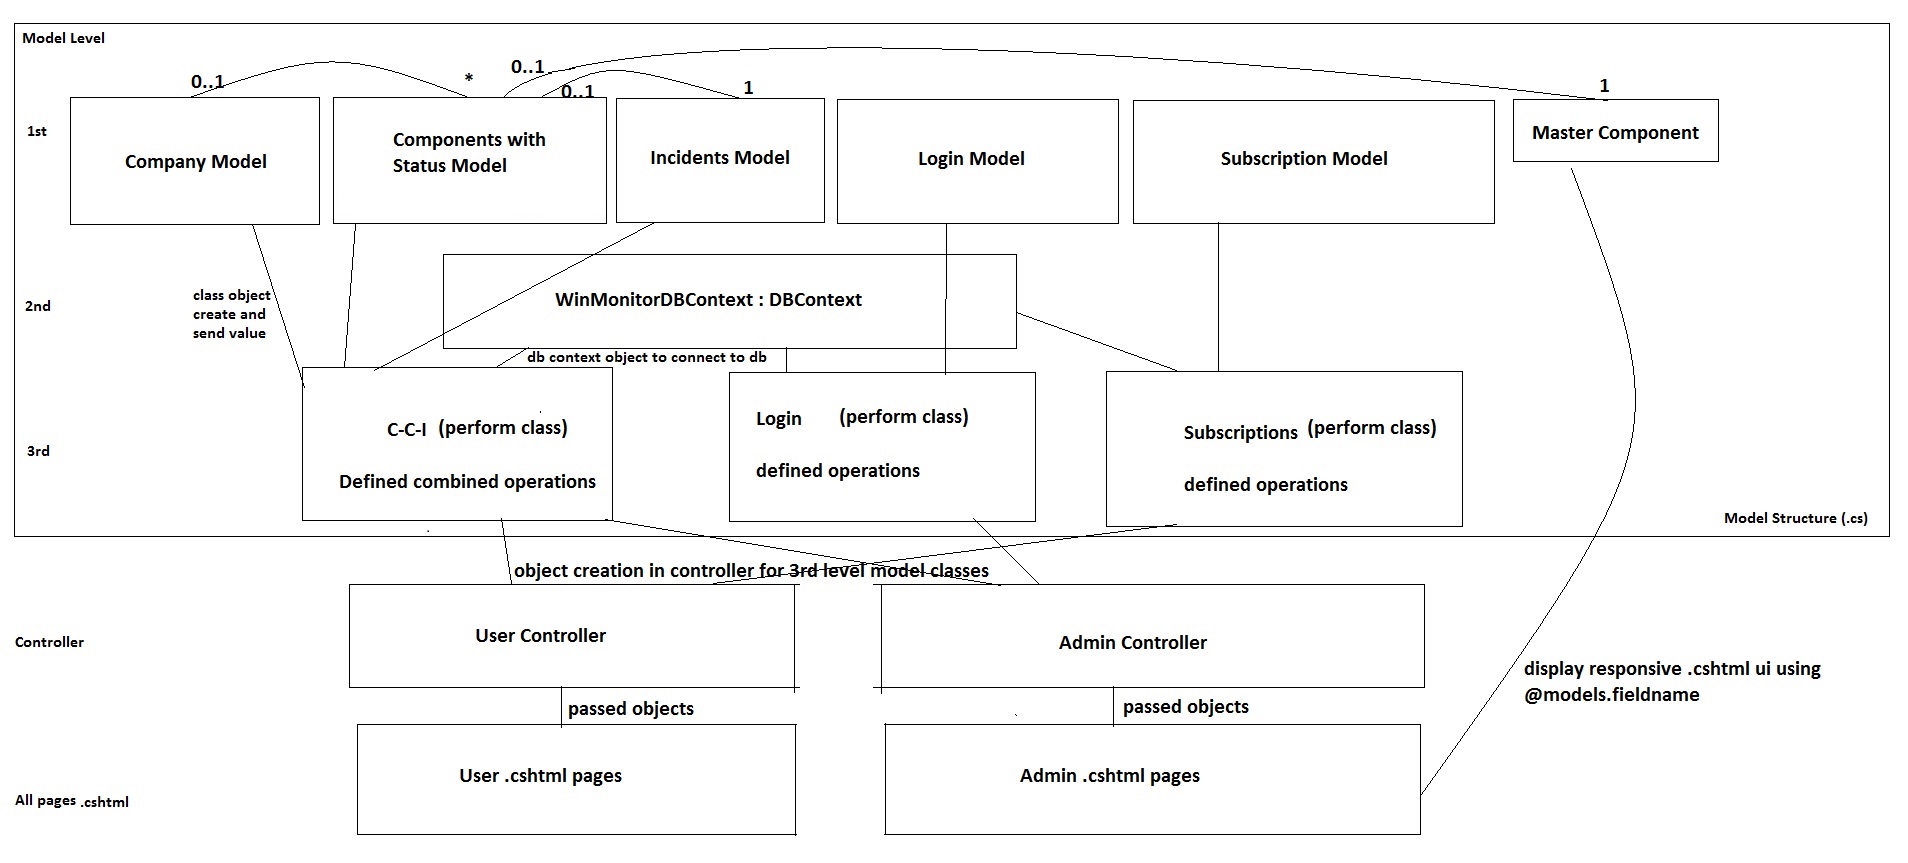 Model Level
0..1
*
0..1
0..1
1
1
1st
Company Model
Components with
Status Model
Incidents Model
Login Model
Subscription Model
Master Component
2nd
class object
create and
send value
WinMonitorDBContext : DBContext
db context object to connect to db
3rd
C-C-I (perform class)
Defined combined operations
Login (perform class)
defined operations
Subscriptions (perform class)
defined operations
Model Structure (.cs)
object creation in controller for 3rd level model classes
Controller
User Controller
Admin Controller
display responsive .cshtml ui using
@models.fieldname
passed objects
passed objects
All pages .cshtml
User .cshtml pages
Admin .cshtml pages